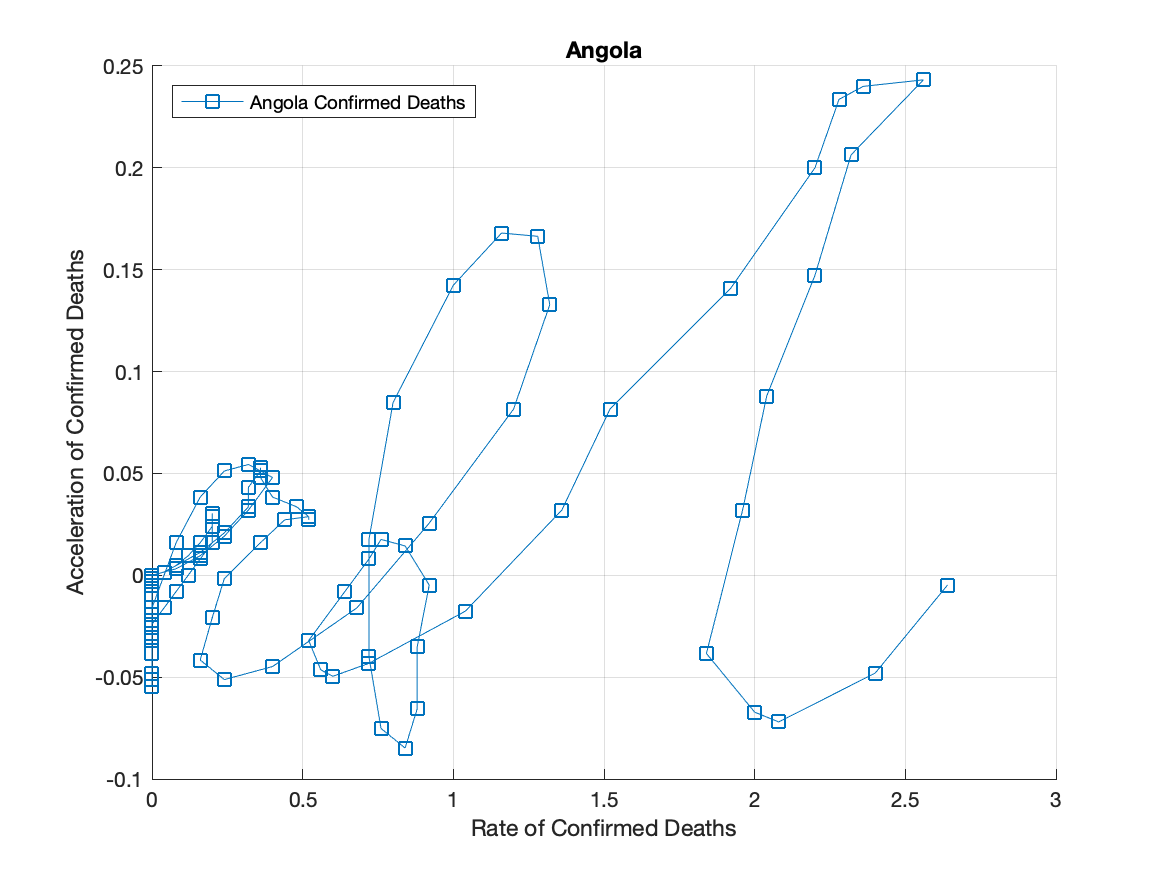 Angola
0.25
Angola Confirmed Deaths
0.2
0.15
0.1
0.05
0
-0.05
-0.1
0 0.5 1 1.5 2 2.5 3
Acceleration of Confirmed Deaths
Rate of Confirmed Deaths